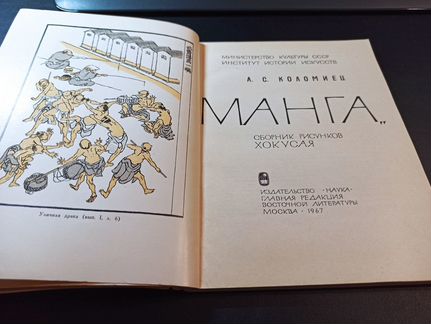 Уличная драка (вып. I, л. 6)
МИНИСТЕРСТВО КУЛЬТУРЫ СССР
ИНСТИТУТ ИСТОРИИ ИСКУССТВ
А. С. КОЛОМИЕЦ
МАНГА„
СБОРНИК РИСУНКОВ
ХОКУСАЯ
ИЗДАТЕЛЬСТВО «НАУКА»
ГЛАВНАЯ РЕДАКЦИЯ
ВОСТОЧНОЙ ЛИТЕРАТУРЫ
МОСКВА · 1967